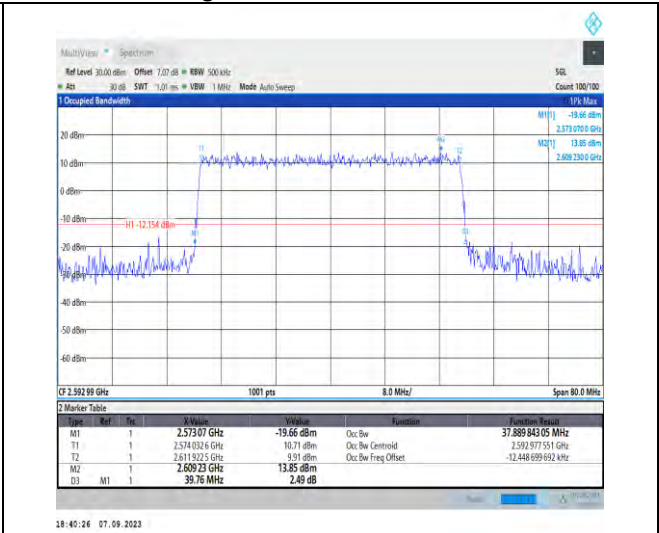 MultiView Spectrum
Ref Level 30.00 dBm Offset 7.07 dB RBW 500 kHz SGL
Att 30 dB SWT 1.01 ms VBW 1 MHz Mode Auto Sweep Count 100/100
1 Occupied Bandwidth 1Pk Max
M1[1] -19.66 dBm
2.573 070 0 GHz
M2[1] 13.85 dBm
2.609 230 0 GHz
20 dBm
M2
T1
T2
10 dBm
0 dBm
-10 dBm
H1 -12.154 dBm
M1
D3
-20 dBm
-30 dBm
-40 dBm
-50 dBm
-60 dBm
CF 2.592 99 GHz 1001 pts 8.0 MHz/ Span 80.0 MHz
2 Marker Table
Type Ref Trc X-Value Y-Value Function Function Result
M1 1 2.573 07 GHz -19.66 dBm Occ Bw 37.889 843 05 MHz
T1 1 2.574 032 6 GHz 10.71 dBm Occ Bw Centroid 2.592 977 551 GHz
T2 1 2.611 922 5 GHz 9.91 dBm Occ Bw Freq Offset -12.448 699 692 kHz
M2 1 2.609 23 GHz 13.85 dBm
D3 M1 1 39.76 MHz 2.49 dB
18:40:26 07.09.2023